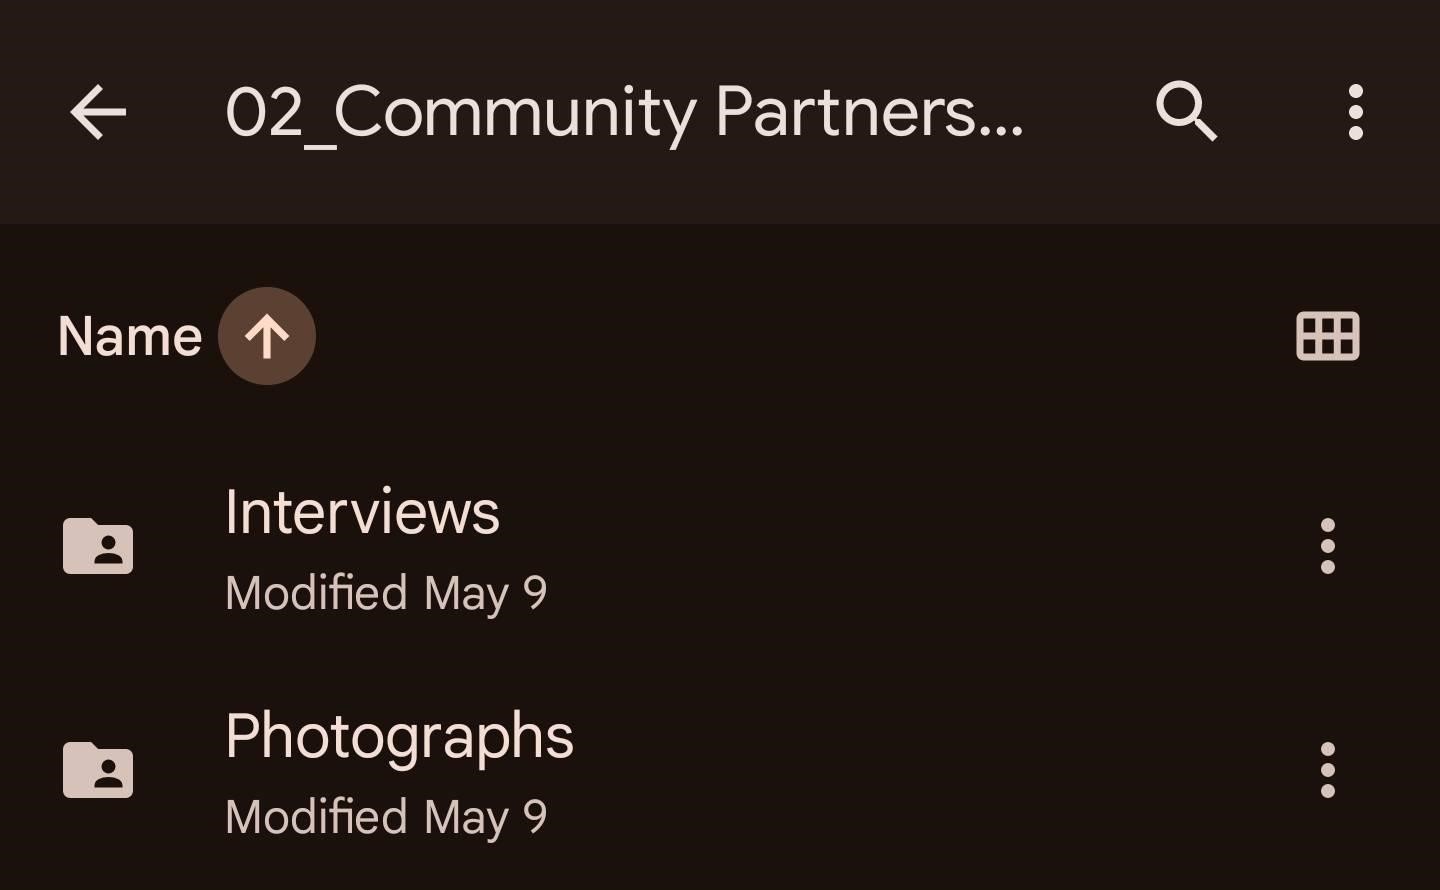 02_Community Partners...
Name
Interviews
Modified May 9
Photographs
Modified May 9